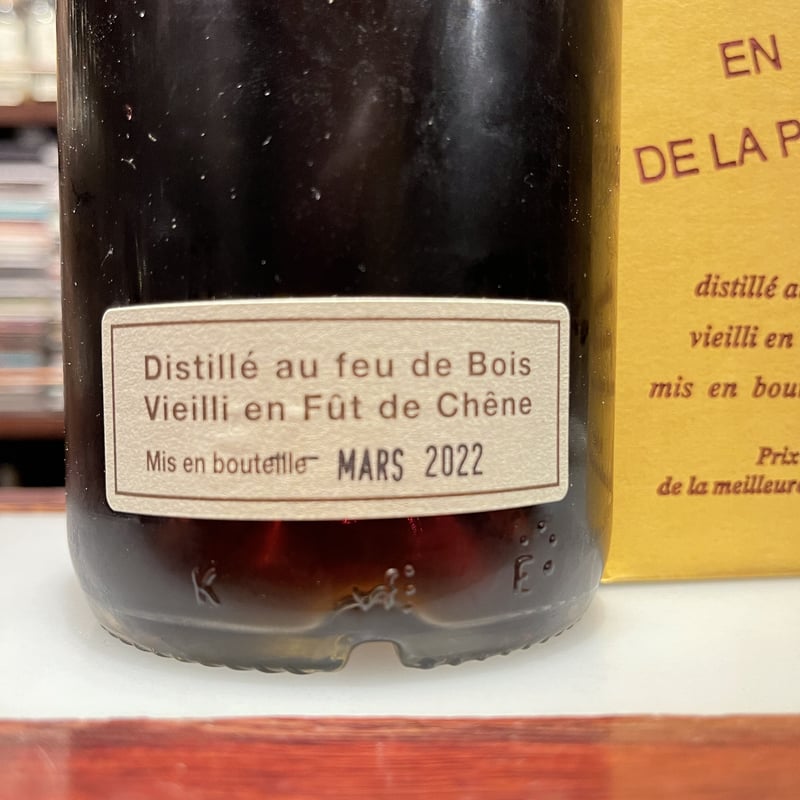 Distillé au feu de Bois
Vieilli en Fût de Chêne
Mis en bouteille MARS 2022
K E
EN
DE LA
distillé
vieilli en
mis en
Prix
de la meilleure